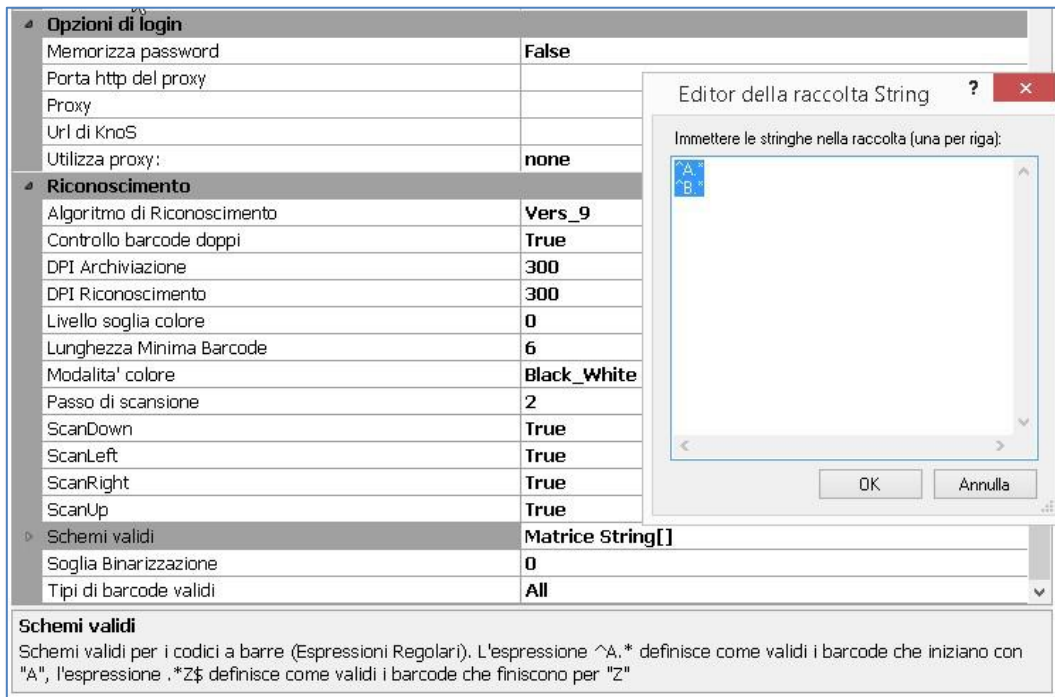 Opzioni di login
Memorizza password False
Porta http del proxy
Proxy
Url di KnoS
Utilizza proxy: none
Riconoscimento
Algoritmo di Riconoscimento Vers_9
Controllo barcode doppi True
DPI Archiviazione 300
DPI Riconoscimento 300
Livello soglia colore 0
Lunghezza Minima Barcode 6
Modalita' colore Black_White
Passo di scansione 2
ScanDown True
ScanLeft True
ScanRight True
ScanUp True
Schemi validi Matrice String[]
Soglia Binarizzazione 0
Tipi di barcode validi All
Editor della raccolta String ? ×
Immettere le stringhe nella raccolta (una per riga):
^A.*
^B.*
OK Annulla
Schemi validi
Schemi validi per i codici a barre (Espressioni Regolari). L'espressione ^A.* definisce come validi i barcode che iniziano con
"A", l'espressione .*Z$ definisce come validi i barcode che finiscono per "Z"